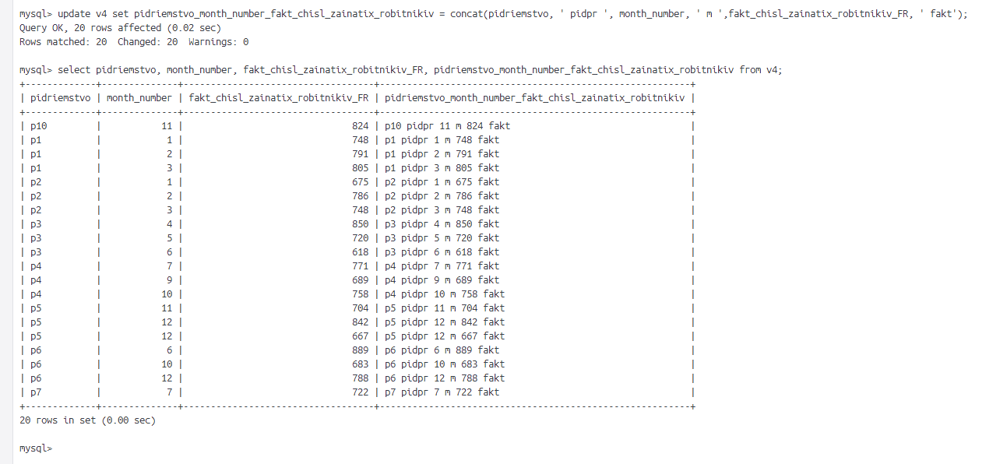 mysql> update v4 set pidriemstvo_month_number_fakt_chisl_zainatix_robitnikiv = concat(pidriemstvo, ' pidpr ', month_number, ' m ',fakt_chisl_zainatix_robitnikiv_FR, ' fakt');
Query OK, 20 rows affected (0.02 sec)
Rows matched: 20  Changed: 20  Warnings: 0

mysql> select pidriemstvo, month_number, fakt_chisl_zainatix_robitnikiv_FR, pidriemstvo_month_number_fakt_chisl_zainatix_robitnikiv from v4;
+-------------+--------------+-----------------------------------+---------------------------------------------------------+
| pidriemstvo | month_number | fakt_chisl_zainatix_robitnikiv_FR | pidriemstvo_month_number_fakt_chisl_zainatix_robitnikiv |
+-------------+--------------+-----------------------------------+---------------------------------------------------------+
| p10         |           11 |                               824 | p10 pidpr 11 m 824 fakt                                 |
| p1          |            1 |                               748 | p1 pidpr 1 m 748 fakt                                   |
| p1          |            2 |                               791 | p1 pidpr 2 m 791 fakt                                   |
| p1          |            3 |                               805 | p1 pidpr 3 m 805 fakt                                   |
| p2          |            1 |                               675 | p2 pidpr 1 m 675 fakt                                   |
| p2          |            2 |                               786 | p2 pidpr 2 m 786 fakt                                   |
| p2          |            3 |                               748 | p2 pidpr 3 m 748 fakt                                   |
| p3          |            4 |                               850 | p3 pidpr 4 m 850 fakt                                   |
| p3          |            5 |                               720 | p3 pidpr 5 m 720 fakt                                   |
| p3          |            6 |                               618 | p3 pidpr 6 m 618 fakt                                   |
| p4          |            7 |                               771 | p4 pidpr 7 m 771 fakt                                   |
| p4          |            9 |                               689 | p4 pidpr 9 m 689 fakt                                   |
| p4          |           10 |                               758 | p4 pidpr 10 m 758 fakt                                  |
| p5          |           11 |                               704 | p5 pidpr 11 m 704 fakt                                  |
| p5          |           12 |                               842 | p5 pidpr 12 m 842 fakt                                  |
| p5          |           12 |                               667 | p5 pidpr 12 m 667 fakt                                  |
| p6          |            6 |                               889 | p6 pidpr 6 m 889 fakt                                   |
| p6          |           10 |                               683 | p6 pidpr 10 m 683 fakt                                  |
| p6          |           12 |                               788 | p6 pidpr 12 m 788 fakt                                  |
| p7          |            7 |                               722 | p7 pidpr 7 m 722 fakt                                   |
+-------------+--------------+-----------------------------------+---------------------------------------------------------+
20 rows in set (0.00 sec)

mysql>